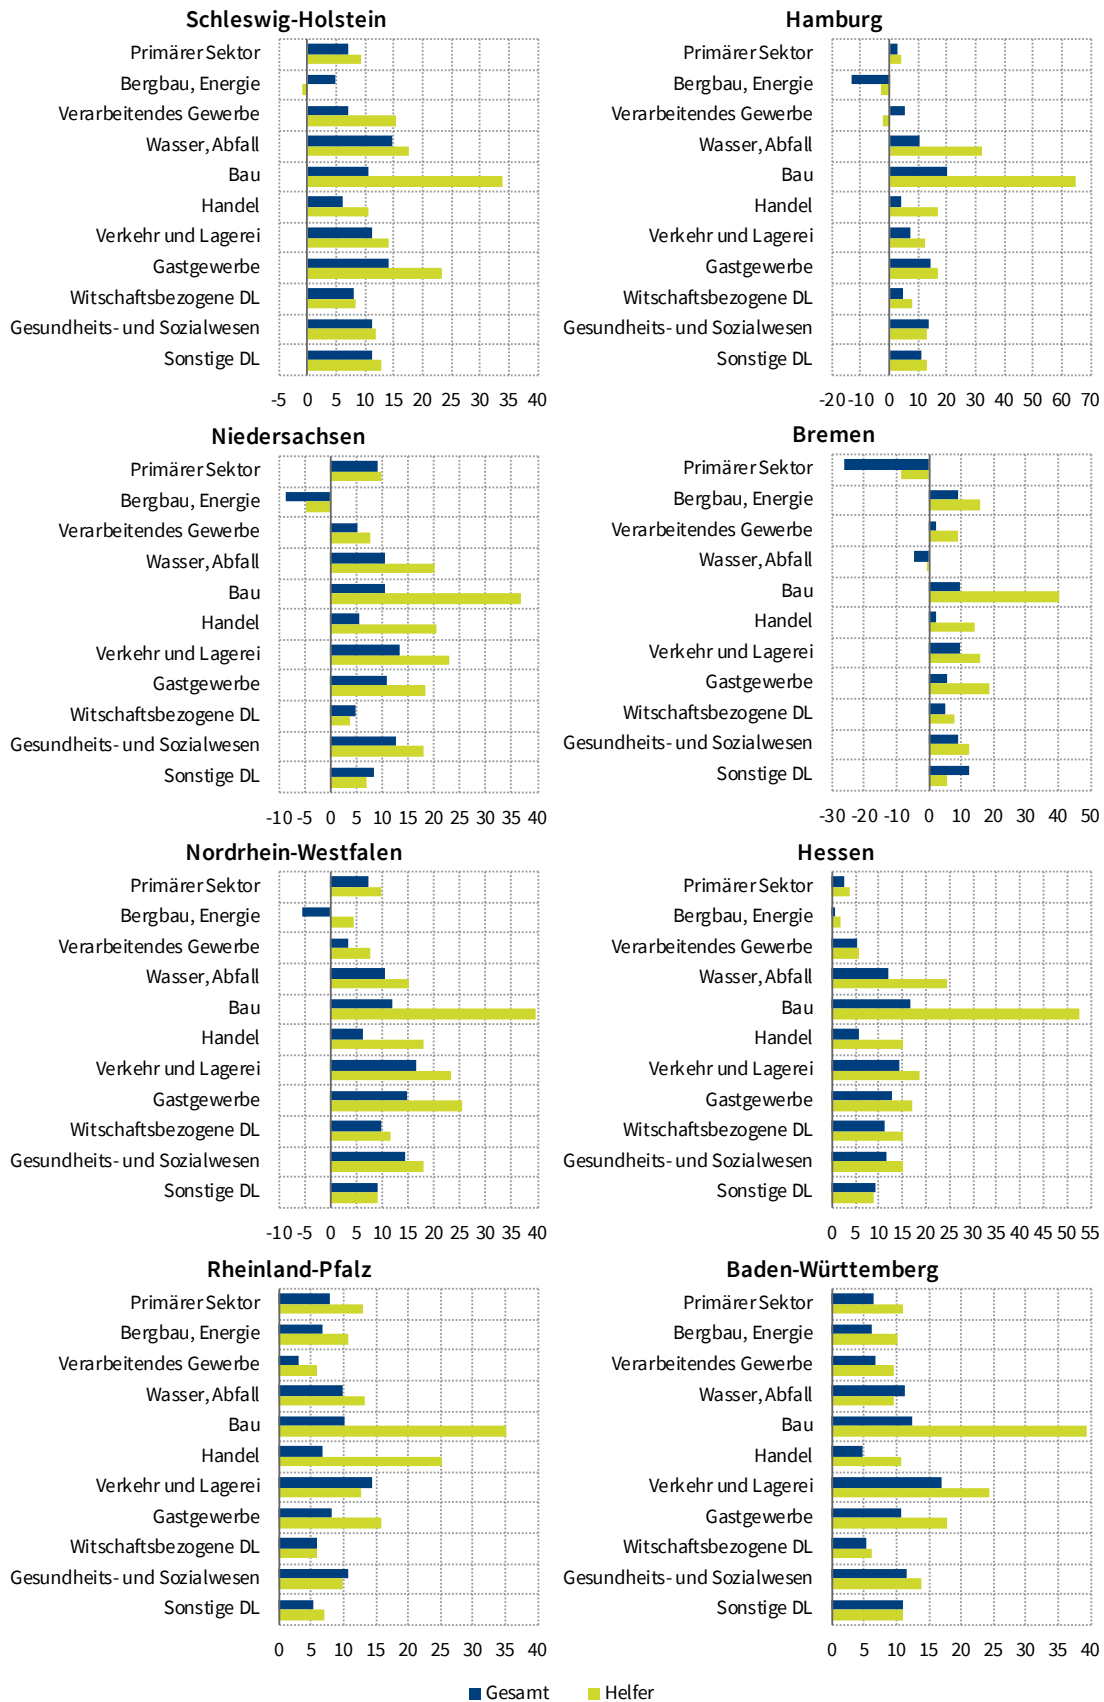 Schleswig-Holstein
Primärer Sektor
Bergbau, Energie
Verarbeitendes Gewerbe
Wasser, Abfall
Bau
Handel
Verkehr und Lagerei
Gastgewerbe
Witschaftsbezogene DL
Gesundheits- und Sozialwesen
Sonstige DL
-5 0 5 10 15 20 25 30 35 40
Hamburg
Primärer Sektor
Bergbau, Energie
Verarbeitendes Gewerbe
Wasser, Abfall
Bau
Handel
Verkehr und Lagerei
Gastgewerbe
Witschaftsbezogene DL
Gesundheits- und Sozialwesen
Sonstige DL
-20 -10 0 10 20 30 40 50 60 70
Niedersachsen
Primärer Sektor
Bergbau, Energie
Verarbeitendes Gewerbe
Wasser, Abfall
Bau
Handel
Verkehr und Lagerei
Gastgewerbe
Witschaftsbezogene DL
Gesundheits- und Sozialwesen
Sonstige DL
-10 -5 0 5 10 15 20 25 30 35 40
Bremen
Primärer Sektor
Bergbau, Energie
Verarbeitendes Gewerbe
Wasser, Abfall
Bau
Handel
Verkehr und Lagerei
Gastgewerbe
Witschaftsbezogene DL
Gesundheits- und Sozialwesen
Sonstige DL
-30 -20 -10 0 10 20 30 40 50
Nordrhein-Westfalen
Primärer Sektor
Bergbau, Energie
Verarbeitendes Gewerbe
Wasser, Abfall
Bau
Handel
Verkehr und Lagerei
Gastgewerbe
Witschaftsbezogene DL
Gesundheits- und Sozialwesen
Sonstige DL
-10 -5 0 5 10 15 20 25 30 35 40
Hessen
Primärer Sektor
Bergbau, Energie
Verarbeitendes Gewerbe
Wasser, Abfall
Bau
Handel
Verkehr und Lagerei
Gastgewerbe
Witschaftsbezogene DL
Gesundheits- und Sozialwesen
Sonstige DL
0 5 10 15 20 25 30 35 40 45 50 55
Rheinland-Pfalz
Primärer Sektor
Bergbau, Energie
Verarbeitendes Gewerbe
Wasser, Abfall
Bau
Handel
Verkehr und Lagerei
Gastgewerbe
Witschaftsbezogene DL
Gesundheits- und Sozialwesen
Sonstige DL
0 5 10 15 20 25 30 35 40
Baden-Württemberg
Primärer Sektor
Bergbau, Energie
Verarbeitendes Gewerbe
Wasser, Abfall
Bau
Handel
Verkehr und Lagerei
Gastgewerbe
Witschaftsbezogene DL
Gesundheits- und Sozialwesen
Sonstige DL
0 5 10 15 20 25 30 35 40
Gesamt Helfer